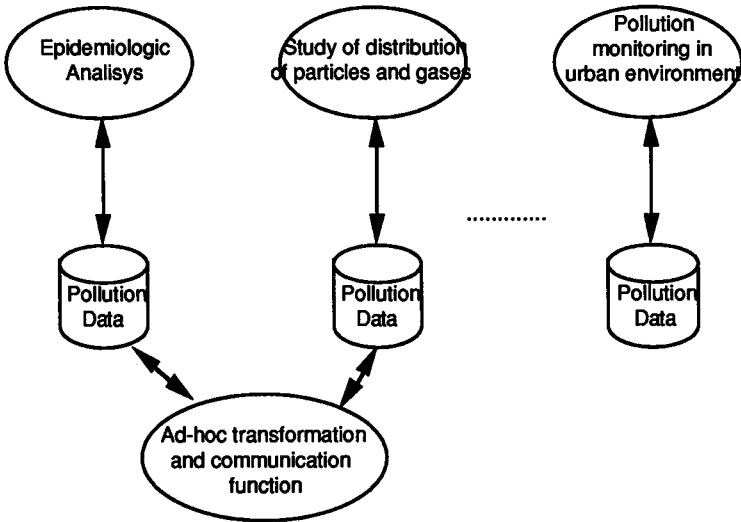 Epidemiologic
Analisys
Study of distribution
of particles and gases
Pollution
monitoring in
urban environment
Pollution
Data
Pollution
Data
Pollution
Data
Ad-hoc transformation
and communication
function